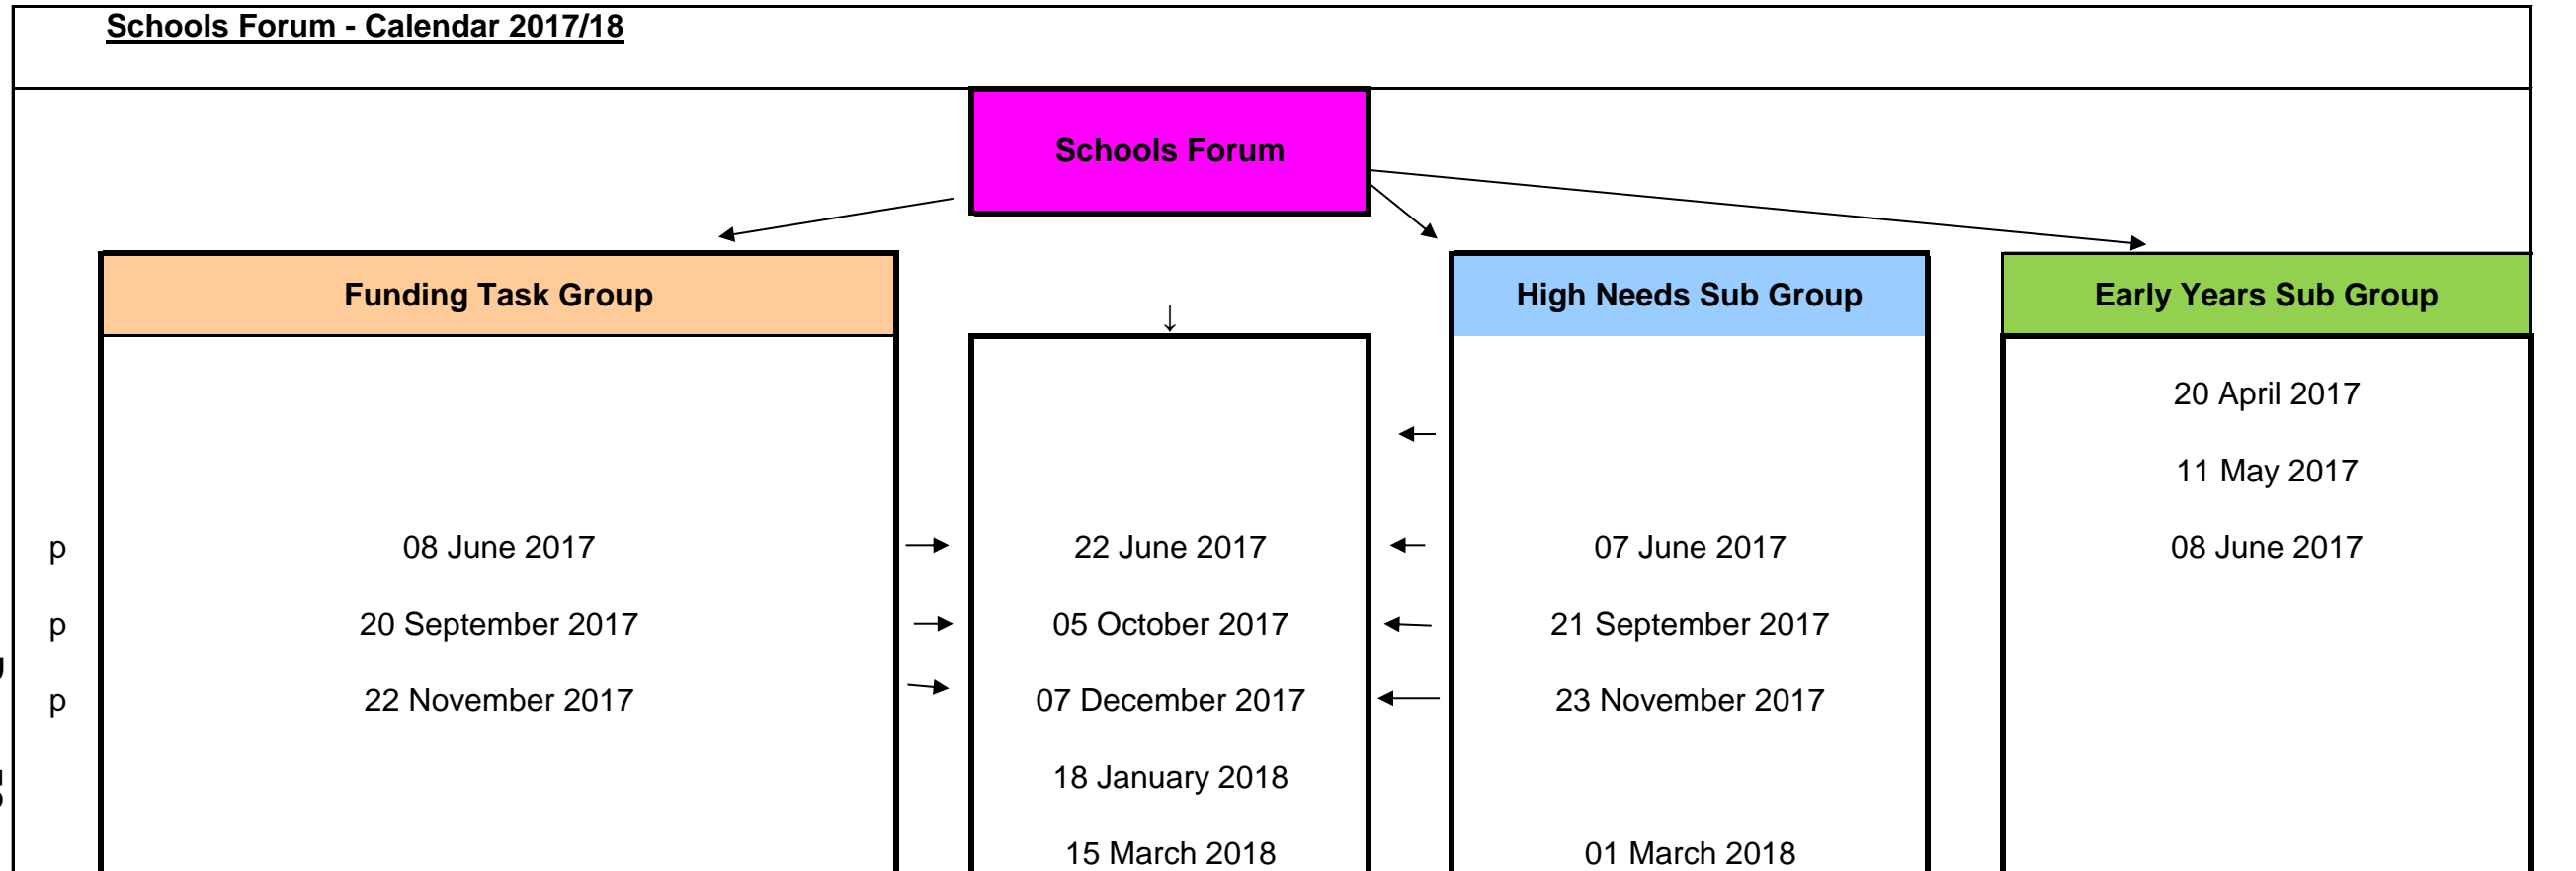 Schools Forum - Calendar 2017/18
Schools Forum
Funding Task Group
High Needs Sub Group
Early Years Sub Group
↓
20 April 2017
11 May 2017
p 08 June 2017 22 June 2017 07 June 2017 08 June 2017
p 20 September 2017 05 October 2017 21 September 2017
p 22 November 2017 07 December 2017 23 November 2017
18 January 2018
15 March 2018 01 March 2018